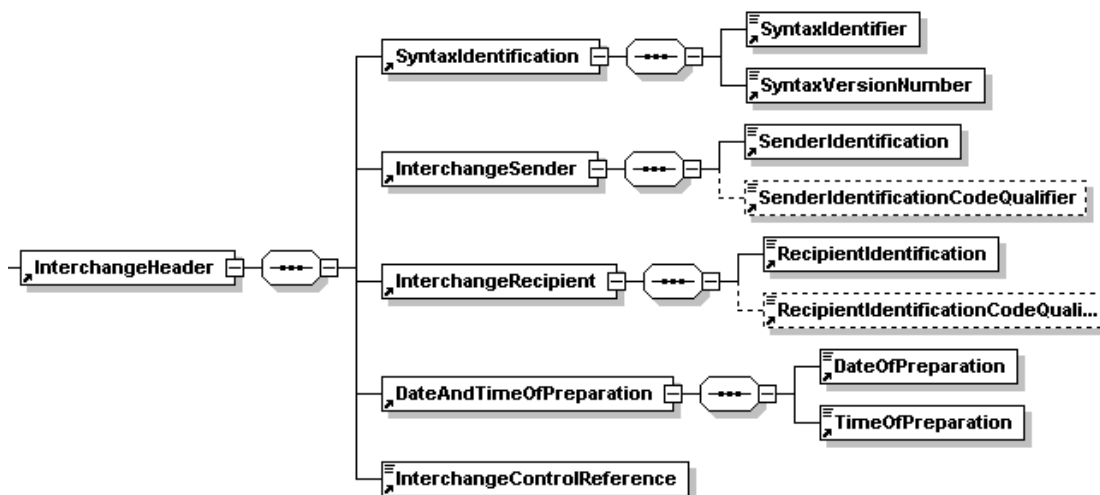 SyntaxIdentifier
SyntaxIdentification
SyntaxVersionNumber
SenderIdentification
InterchangeSender
SenderIdentificationCodeQualifier
InterchangeHeader
RecipientIdentification
InterchangeRecipient
RecipientIdentificationCodeQuali...
DateOfPreparation
DateAndTimeOfPreparation
TimeOfPreparation
InterchangeControlReference